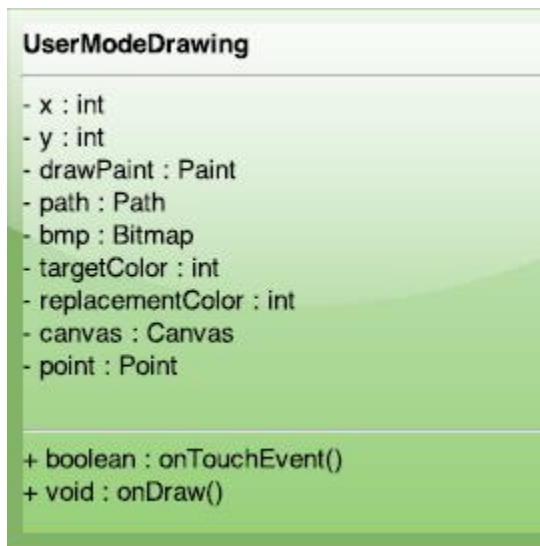 UserModeDrawing
- x : int
- y : int
- drawPaint : Paint
- path : Path
- bmp : Bitmap
- targetColor : int
- replacementColor : int
- canvas : Canvas
- point : Point
+ boolean : onTouchEvent()
+ void : onDraw()